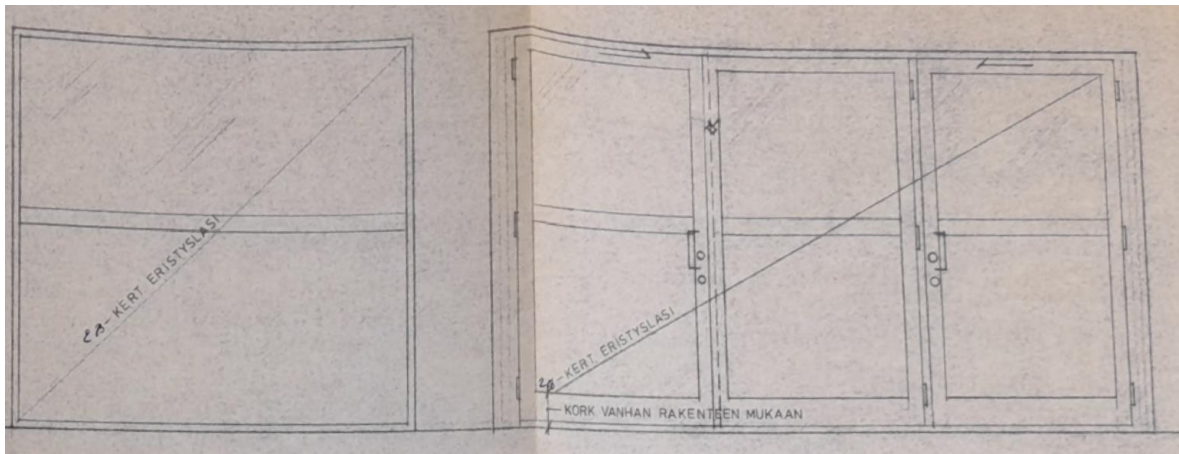 2-KERT ERISTYSLASI
2-KERT. ERISTYSLASI
KORK. VANHAN RAKENTEEN MUKAAN